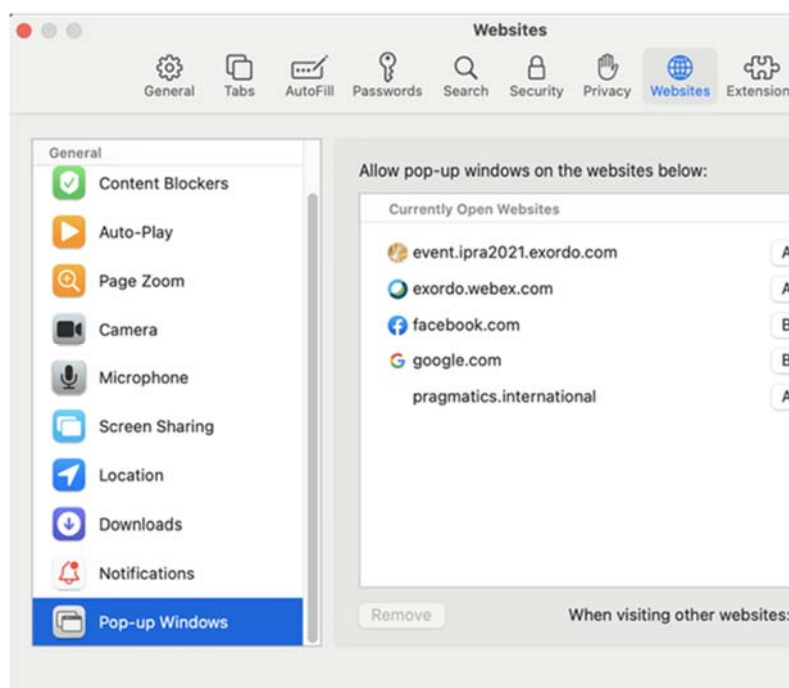 Websites
General Tabs AutoFill Passwords Search Security Privacy Websites Extension
General
Content Blockers
Auto-Play
Page Zoom
Camera
Microphone
Screen Sharing
Location
Downloads
Notifications
Pop-up Windows
Allow pop-up windows on the websites below:
Currently Open Websites
event.ipra2021.exordo.com A
exordo.webex.com A
facebook.com B
google.com B
pragmatics.international A
Remove When visiting other websites: